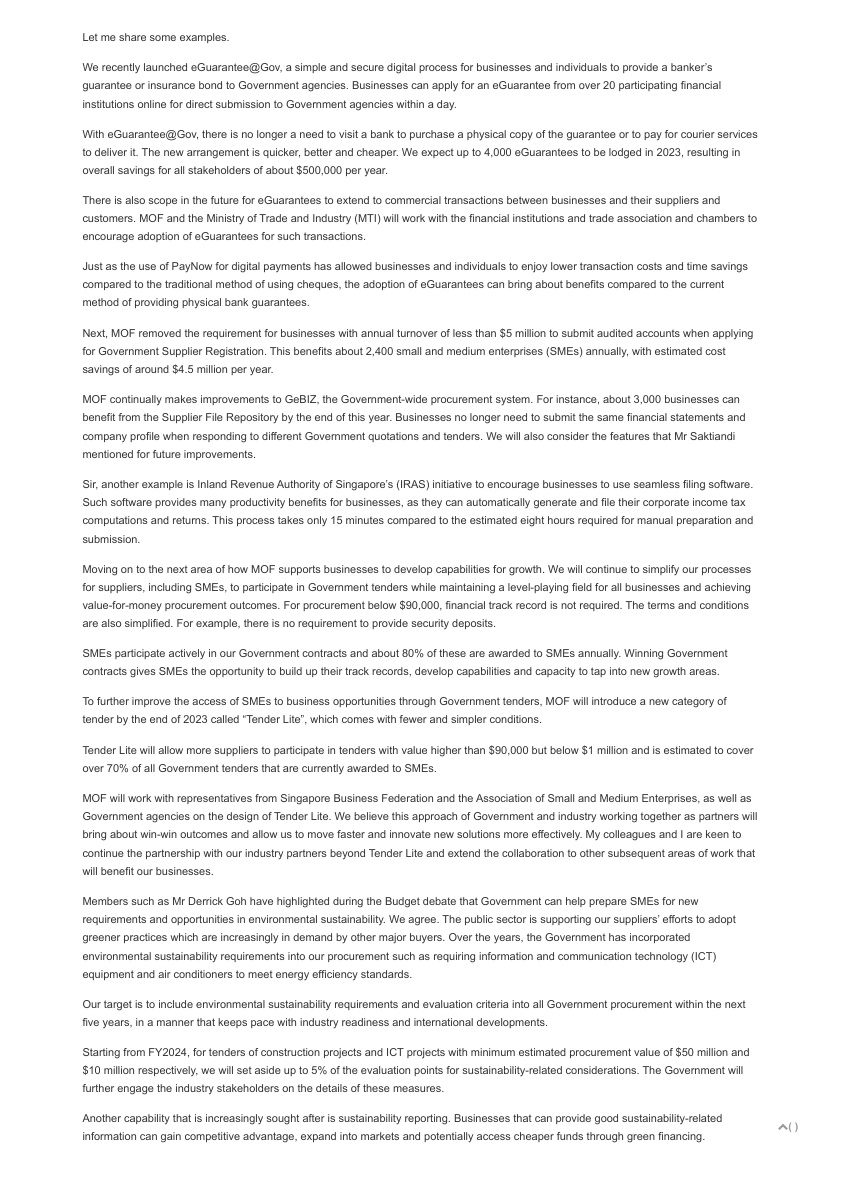 Let me share some examples.
We recently launched eGuarantee@Gov, a simple and secure digital process for businesses and individuals to provide a banker’s
guarantee or insurance bond to Government agencies. Businesses can apply for an eGuarantee from over 20 participating financial
institutions online for direct submission to Government agencies within a day.
With eGuarantee@Gov, there is no longer a need to visit a bank to purchase a physical copy of the guarantee or to pay for courier services
to deliver it. The new arrangement is quicker, better and cheaper. We expect up to 4,000 eGuarantees to be lodged in 2023, resulting in
overall savings for all stakeholders of about $500,000 per year.
There is also scope in the future for eGuarantees to extend to commercial transactions between businesses and their suppliers and
customers. MOF and the Ministry of Trade and Industry (MTI) will work with the financial institutions and trade association and chambers to
encourage adoption of eGuarantees for such transactions.
Just as the use of PayNow for digital payments has allowed businesses and individuals to enjoy lower transaction costs and time savings
compared to the traditional method of using cheques, the adoption of eGuarantees can bring about benefits compared to the current
method of providing physical bank guarantees.
Next, MOF removed the requirement for businesses with annual turnover of less than $5 million to submit audited accounts when applying
for Government Supplier Registration. This benefits about 2,400 small and medium enterprises (SMEs) annually, with estimated cost
savings of around $4.5 million per year.
MOF continually makes improvements to GeBIZ, the Government-wide procurement system. For instance, about 3,000 businesses can
benefit from the Supplier File Repository by the end of this year. Businesses no longer need to submit the same financial statements and
company profile when responding to different Government quotations and tenders. We will also consider the features that Mr Saktiandi
mentioned for future improvements.
Sir, another example is Inland Revenue Authority of Singapore’s (IRAS) initiative to encourage businesses to use seamless filing software.
Such software provides many productivity benefits for businesses, as they can automatically generate and file their corporate income tax
computations and returns. This process takes only 15 minutes compared to the estimated eight hours required for manual preparation and
submission.
Moving on to the next area of how MOF supports businesses to develop capabilities for growth. We will continue to simplify our processes
for suppliers, including SMEs, to participate in Government tenders while maintaining a level-playing field for all businesses and achieving
value-for-money procurement outcomes. For procurement below $90,000, financial track record is not required. The terms and conditions
are also simplified. For example, there is no requirement to provide security deposits.
SMEs participate actively in our Government contracts and about 80% of these are awarded to SMEs annually. Winning Government
contracts gives SMEs the opportunity to build up their track records, develop capabilities and capacity to tap into new growth areas.
To further improve the access of SMEs to business opportunities through Government tenders, MOF will introduce a new category of
tender by the end of 2023 called “Tender Lite”, which comes with fewer and simpler conditions.
Tender Lite will allow more suppliers to participate in tenders with value higher than $90,000 but below $1 million and is estimated to cover
over 70% of all Government tenders that are currently awarded to SMEs.
MOF will work with representatives from Singapore Business Federation and the Association of Small and Medium Enterprises, as well as
Government agencies on the design of Tender Lite. We believe this approach of Government and industry working together as partners will
bring about win-win outcomes and allow us to move faster and innovate new solutions more effectively. My colleagues and I are keen to
continue the partnership with our industry partners beyond Tender Lite and extend the collaboration to other subsequent areas of work that
will benefit our businesses.
Members such as Mr Derrick Goh have highlighted during the Budget debate that Government can help prepare SMEs for new
requirements and opportunities in environmental sustainability. We agree. The public sector is supporting our suppliers’ efforts to adopt
greener practices which are increasingly in demand by other major buyers. Over the years, the Government has incorporated
environmental sustainability requirements into our procurement such as requiring information and communication technology (ICT)
equipment and air conditioners to meet energy efficiency standards.
Our target is to include environmental sustainability requirements and evaluation criteria into all Government procurement within the next
five years, in a manner that keeps pace with industry readiness and international developments.
Starting from FY2024, for tenders of construction projects and ICT projects with minimum estimated procurement value of $50 million and
$10 million respectively, we will set aside up to 5% of the evaluation points for sustainability-related considerations. The Government will
further engage the industry stakeholders on the details of these measures.
Another capability that is increasingly sought after is sustainability reporting. Businesses that can provide good sustainability-related
information can gain competitive advantage, expand into markets and potentially access cheaper funds through green financing.
( )